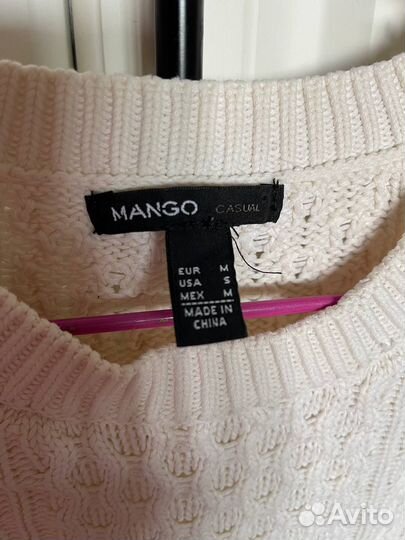 MANGO CASUAL
EUR M
USA S
MEX M
MADE IN
CHINA
Avito